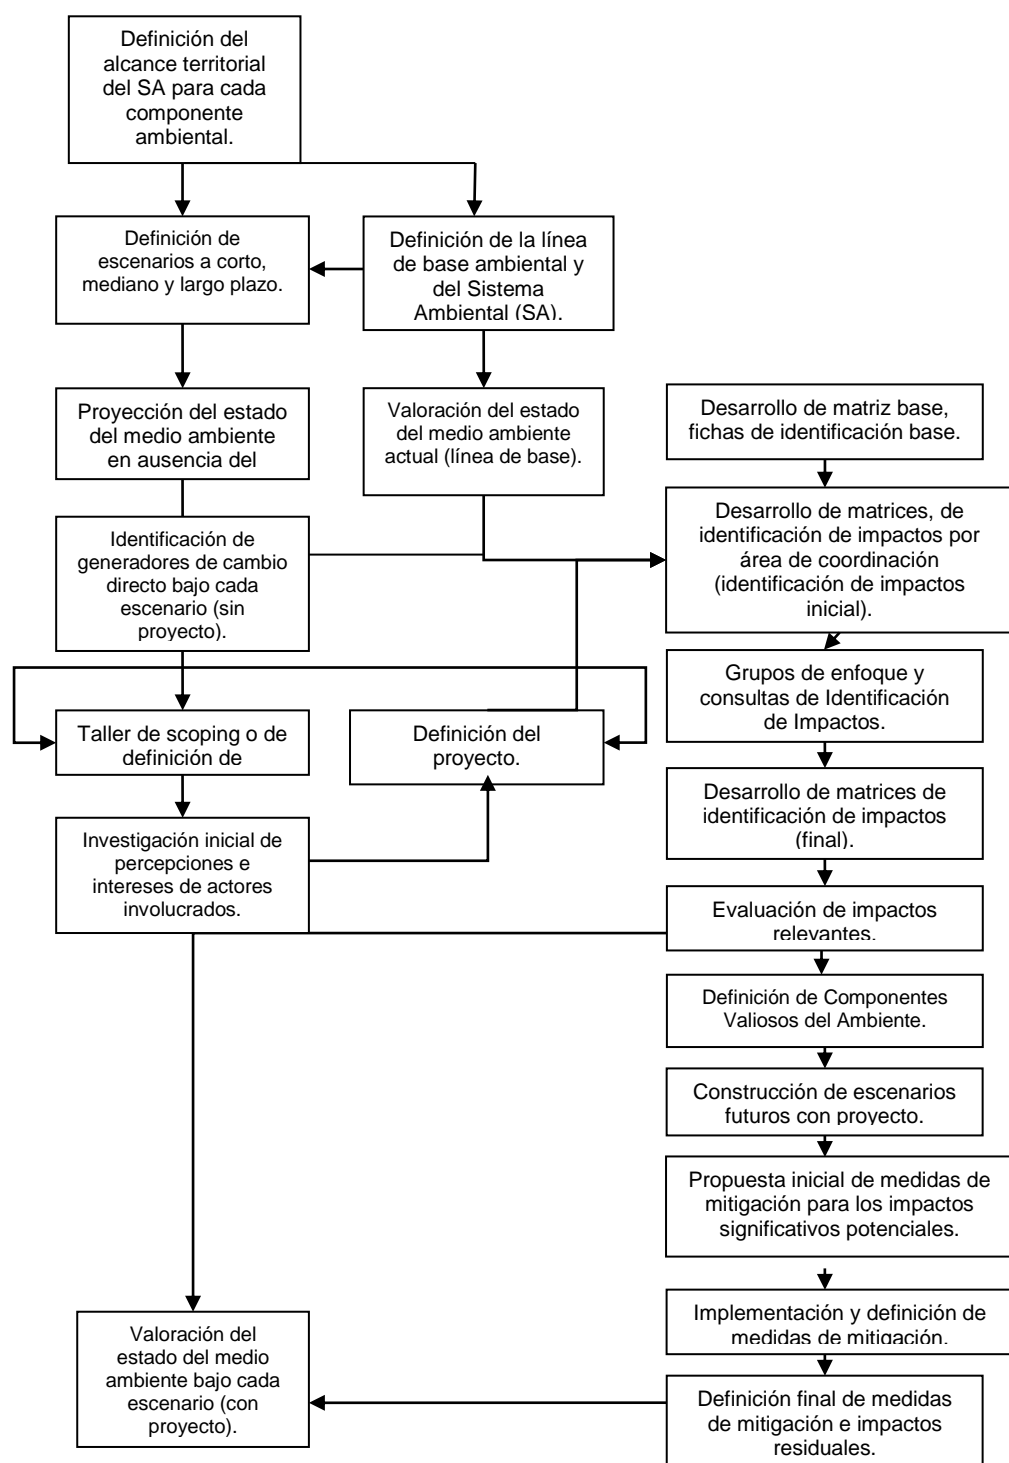 Definición del
alcance territorial
del SA para cada
componente
ambiental.
Definición de
escenarios a corto,
mediano y largo plazo.
Definición de la línea
de base ambiental y
del Sistema
Ambiental (SA).
Proyección del estado
del medio ambiente
en ausencia del
Valoración del estado
del medio ambiente
actual (línea de base).
Desarrollo de matriz base,
fichas de identificación base.
Identificación de
generadores de cambio
directo bajo cada
escenario (sin
proyecto).
Desarrollo de matrices, de
identificación de impactos por
área de coordinación
(identificación de impactos
inicial).
Grupos de enfoque y
consultas de Identificación
de Impactos.
Taller de scoping o de
definición de
Definición del
proyecto.
Desarrollo de matrices de
identificación de impactos
(final).
Investigación inicial de
percepciones e
intereses de actores
involucrados.
Evaluación de impactos
relevantes.
Definición de Componentes
Valiosos del Ambiente.
Construcción de escenarios
futuros con proyecto.
Propuesta inicial de medidas de
mitigación para los impactos
significativos potenciales.
Implementación y definición de
medidas de mitigación.
Valoración del
estado del medio
ambiente bajo cada
escenario (con
proyecto).
Definición final de medidas
de mitigación e impactos
residuales.